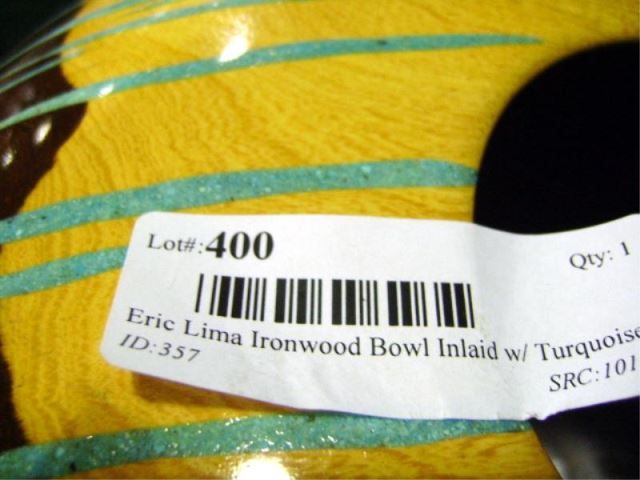 Lot#:400
Qty: 1
Eric Lima Ironwood Bowl Inlaid w/ Turquoise
ID:357
SRC:101